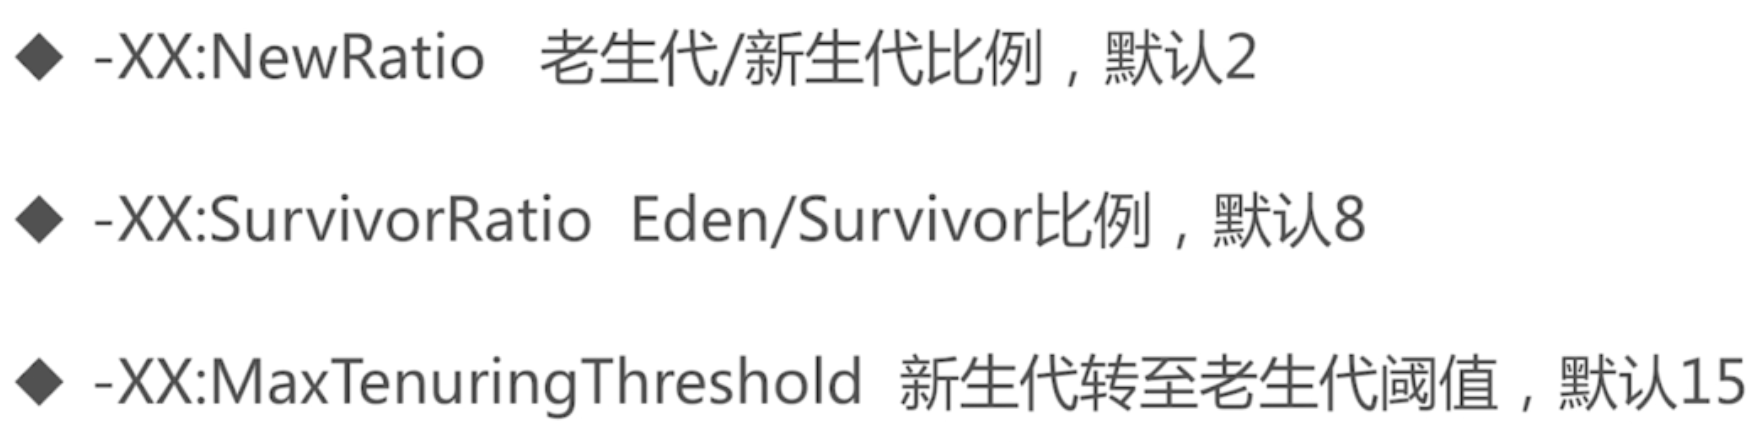 ◆ -XX:NewRatio 老生代/新生代比例，默认2
◆ -XX:SurvivorRatio Eden/Survivor比例，默认8
◆ -XX:MaxTenuringThreshold 新生代转至老生代阈值，默认15